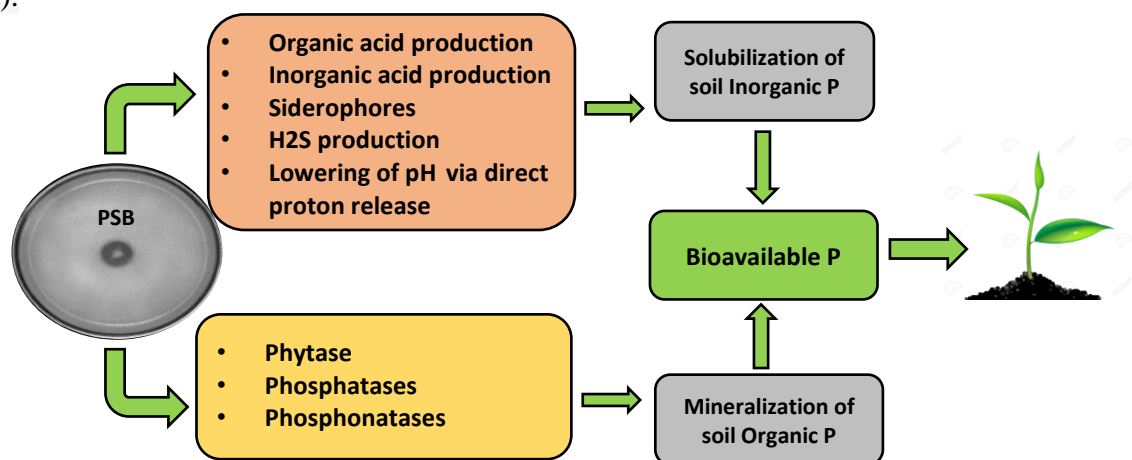 ).
• Organic acid production
• Inorganic acid production
• Siderophores
• H2S production
• Lowering of pH via direct
proton release
Solubilization of
soil Inorganic P
PSB
Bioavailable P
• Phytase
• Phosphatases
• Phosphonatases
Mineralization of
soil Organic P